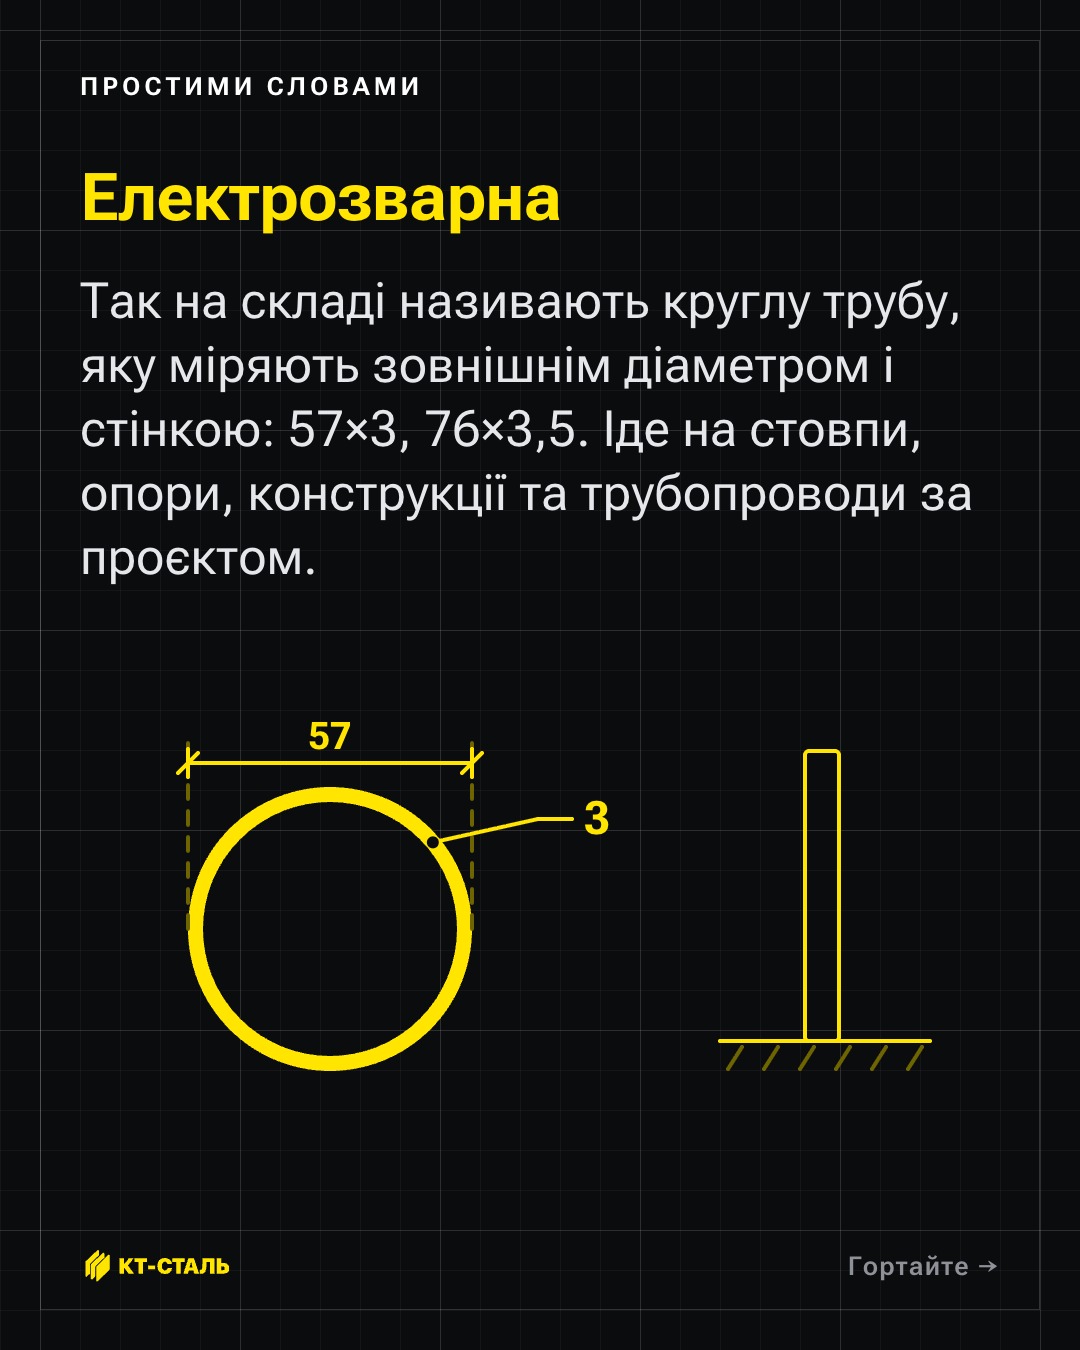 ПРОСТИМИ СЛОВАМИ
Електрозварна
Так на складі називають круглу трубу,
яку міряють зовнішнім діаметром і
стінкою: 57×3, 76×3,5. Іде на стовпи,
опори, конструкції та трубопроводи за
проєктом.
57
3
КТ-СТАЛЬ
Гортайте →